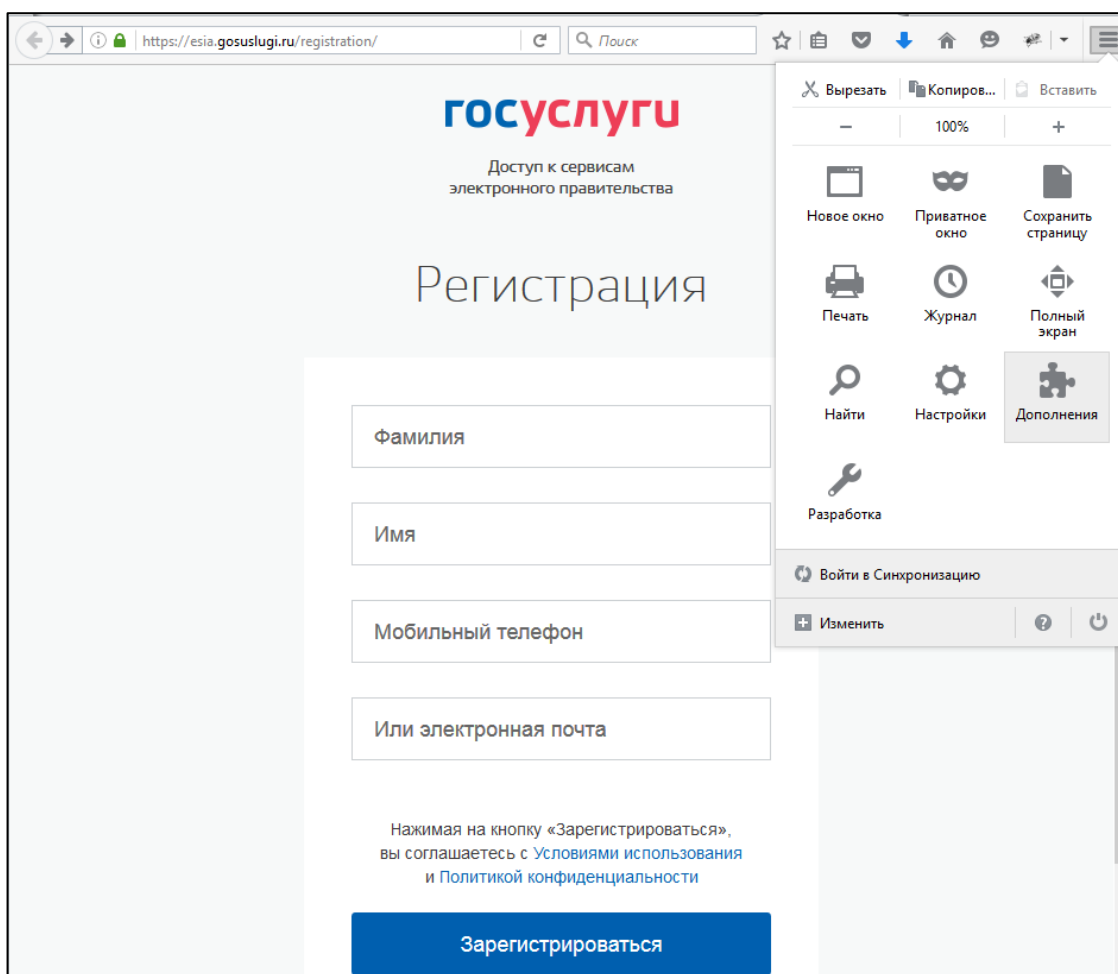 https://esia.gosuslugi.ru/registration/
Поиск
Вырезать
Копиров...
Вставить
−
100%
+
Новое окно
Приватное
окно
Сохранить
страницу
Печать
Журнал
Полный
экран
Найти
Настройки
Дополнения
Разработка
Войти в Синхронизацию
Изменить
госуслуги
Доступ к сервисам
электронного правительства
Регистрация
Фамилия
Имя
Мобильный телефон
Или электронная почта
Нажимая на кнопку «Зарегистрироваться»,
вы соглашаетесь с Условиями использования
и Политикой конфиденциальности
Зарегистрироваться